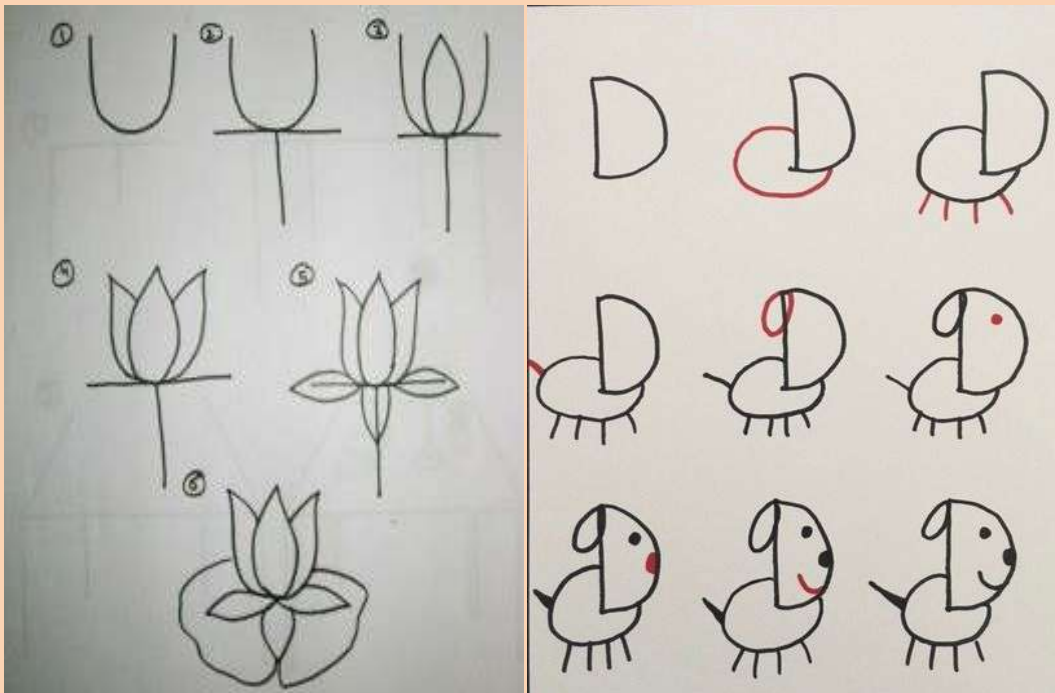 ① ② ③
④ ⑤
⑥